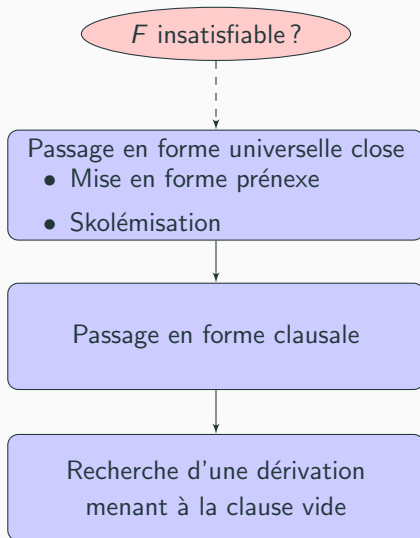 F insatisfiable ?
Passage en forme universelle close
• Mise en forme prénexe
• Skolémisation
Passage en forme clausale
Recherche d'une dérivation
menant à la clause vide